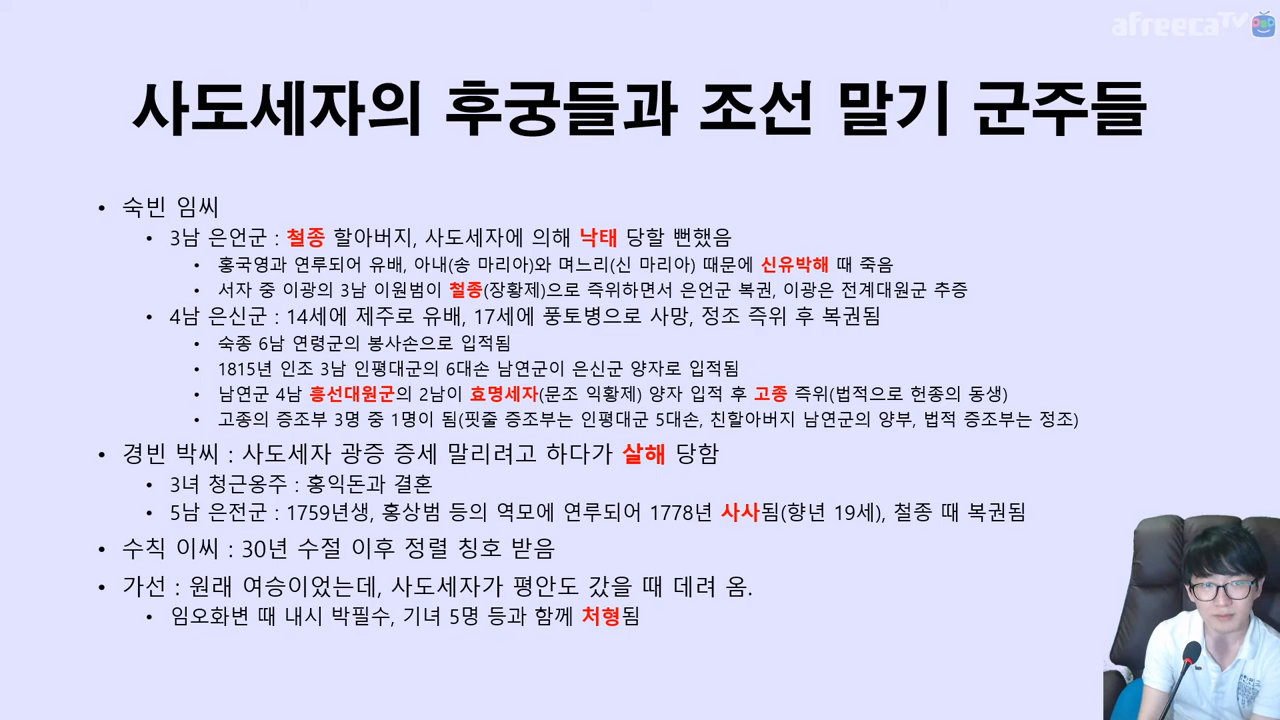 afreecaTV
사도세자의 후궁들과 조선 말기 군주들
• 숙빈 임씨
• 3남 은언군 : 철종 할아버지, 사도세자에 의해 낙태 당할 뻔했음
• 홍국영과 연루되어 유배, 아내(송 마리아)와 며느리(신 마리아) 때문에 신유박해 때 죽음
• 서자 중 이광의 3남 이원범이 철종(장황제)으로 즉위하면서 은언군 복권, 이광은 전계대원군 추증
• 4남 은신군 : 14세에 제주로 유배, 17세에 풍토병으로 사망, 정조 즉위 후 복권됨
• 숙종 6남 연령군의 봉사손으로 입적됨
• 1815년 인조 3남 인평대군의 6대손 남연군이 은신군 양자로 입적됨
• 남연군 4남 흥선대원군의 2남이 효명세자(문조 익황제) 양자 입적 후 고종 즉위(법적으로 헌종의 동생)
• 고종의 증조부 3명 중 1명이 됨(핏줄 증조부는 인평대군 5대손, 친할아버지 남연군의 양부, 법적 증조부는 정조)
• 경빈 박씨 : 사도세자 광증 증세 말리려고 하다가 살해 당함
• 3녀 청근옹주 : 홍익돈과 결혼
• 5남 은전군 : 1759년생, 홍상범 등의 역모에 연루되어 1778년 사사됨(향년 19세), 철종 때 복권됨
• 수칙 이씨 : 30년 수절 이후 정렬 칭호 받음
• 가선 : 원래 여승이었는데, 사도세자가 평안도 갔을 때 데려 옴.
• 임오화변 때 내시 박필수, 기녀 5명 등과 함께 처형됨